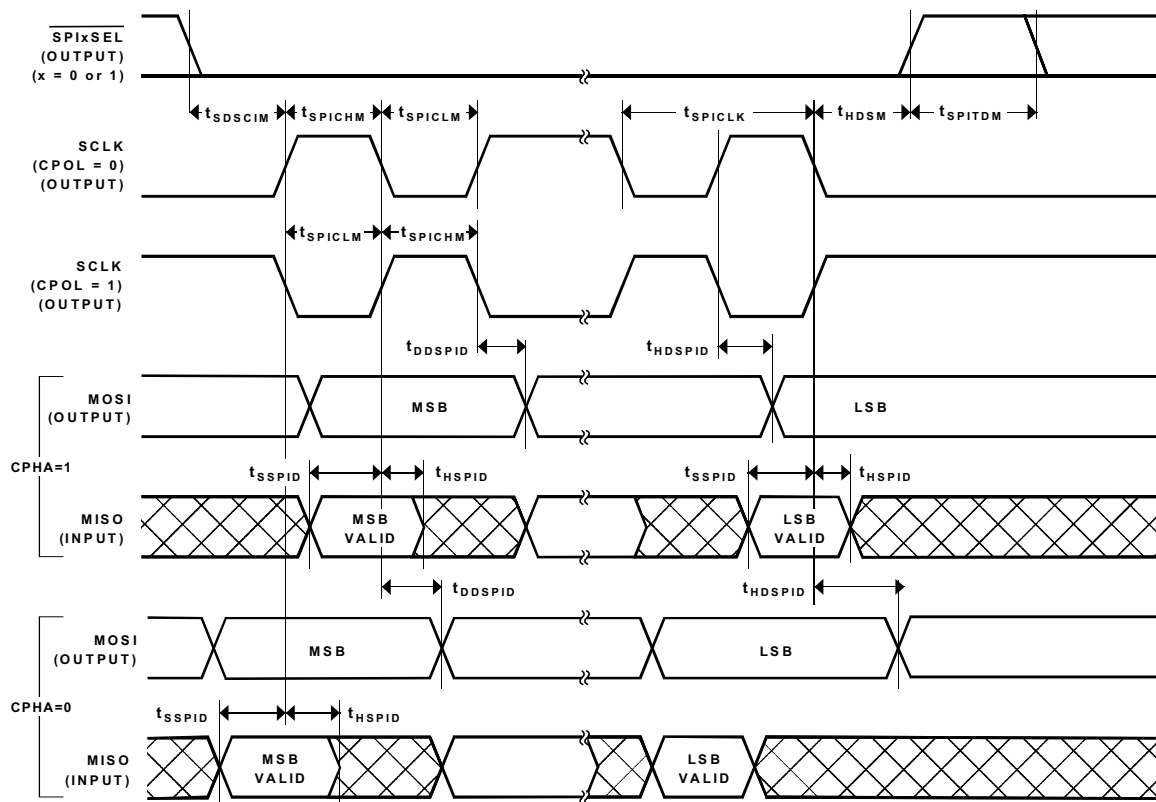 SPIxSEL
(OUTPUT)
(x = 0 or 1)
tSDSCIM
tSPICHM
tSPICLM
tSPICLK
tHDSM
tSPITDM
SCLK
(CPOL = 0)
(OUTPUT)
tSPICLM
tSPICHM
SCLK
(CPOL = 1)
(OUTPUT)
tDDSPID
tHDSPID
MOSI
(OUTPUT)
MSB
LSB
CPHA=1
tSSPID
tHSPID
tSSPID
tHSPID
MISO
(INPUT)
MSB
VALID
LSB
VALID
tDDSPID
tHDSPID
MOSI
(OUTPUT)
MSB
LSB
CPHA=0
tSSPID
tHSPID
MISO
(INPUT)
MSB
VALID
LSB
VALID